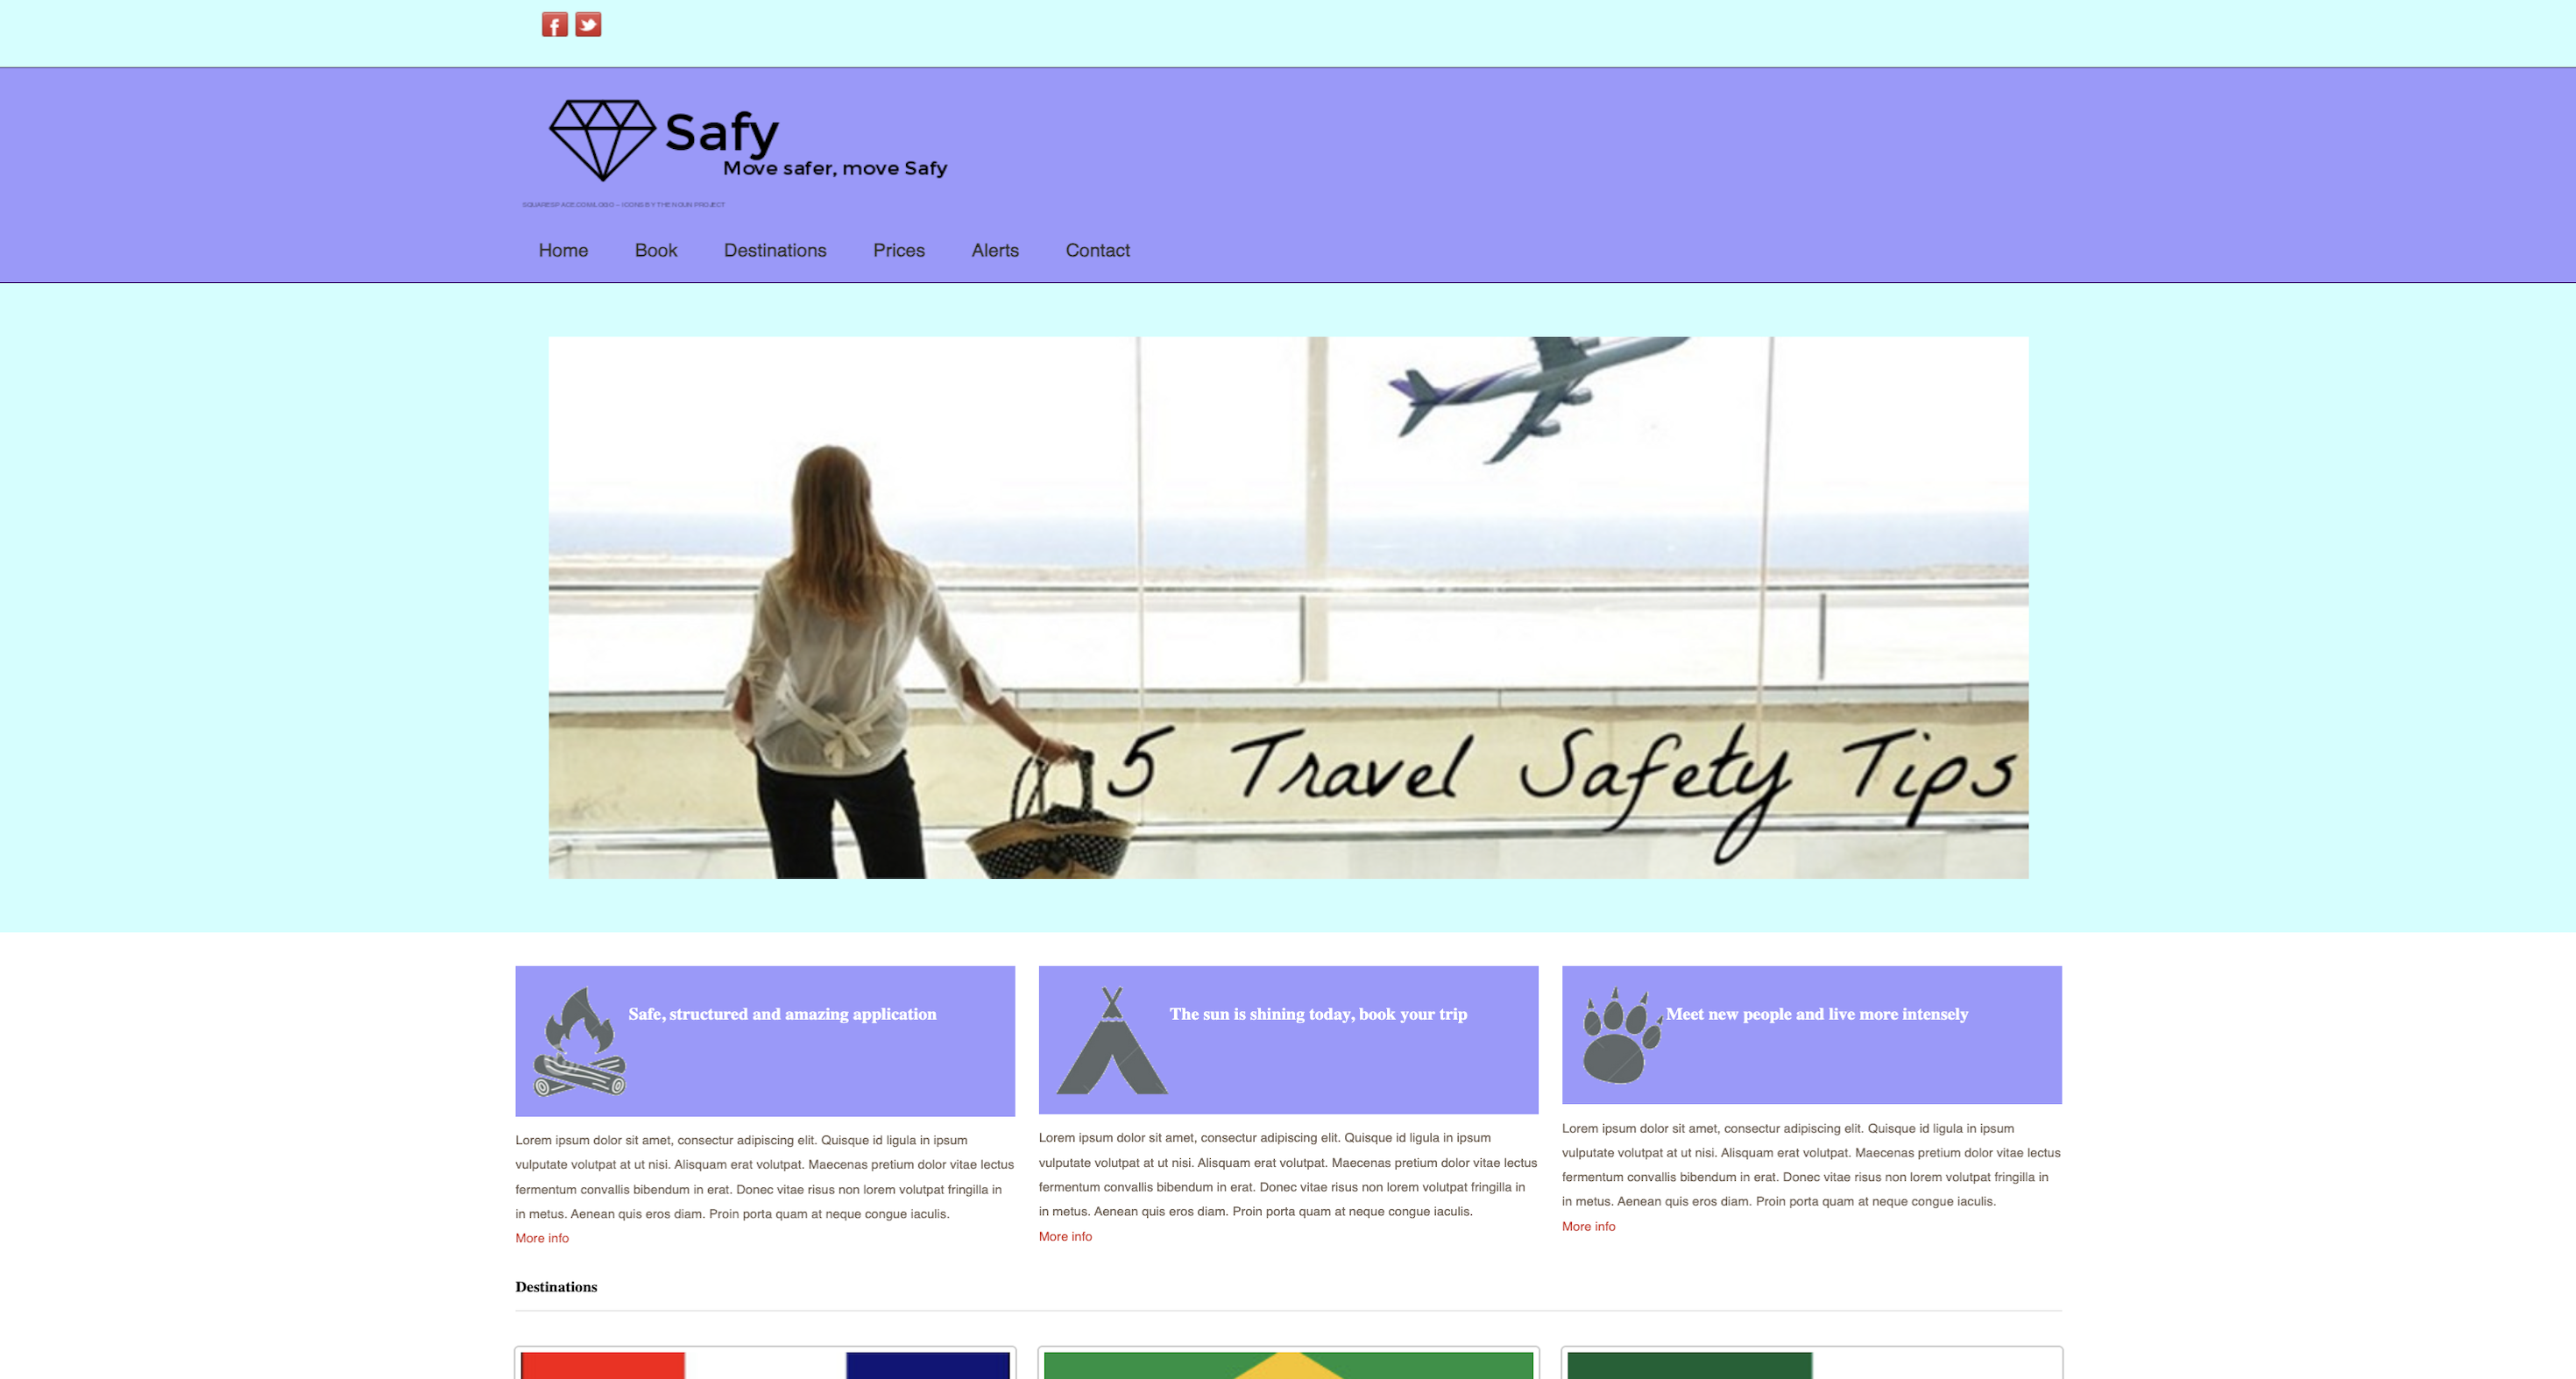 Safy
Move safer, move Safy
SQUARESPACE.COM/LOGO – ICONS BY THE NOUN PROJECT
Home Book Destinations Prices Alerts Contact
5 Travel Safety Tips
Safe, structured and amazing application
Lorem ipsum dolor sit amet, consectur adipiscing elit. Quisque id ligula in ipsum
vulputate volutpat at ut nisi. Alisquam erat volutpat. Maecenas pretium dolor vitae lectus
fermentum convallis bibendum in erat. Donec vitae risus non lorem volutpat fringilla in
in metus. Aenean quis eros diam. Proin porta quam at neque congue iaculis.
More info
The sun is shining today, book your trip
Lorem ipsum dolor sit amet, consectur adipiscing elit. Quisque id ligula in ipsum
vulputate volutpat at ut nisi. Alisquam erat volutpat. Maecenas pretium dolor vitae lectus
fermentum convallis bibendum in erat. Donec vitae risus non lorem volutpat fringilla in
in metus. Aenean quis eros diam. Proin porta quam at neque congue iaculis.
More info
Meet new people and live more intensely
Lorem ipsum dolor sit amet, consectur adipiscing elit. Quisque id ligula in ipsum
vulputate volutpat at ut nisi. Alisquam erat volutpat. Maecenas pretium dolor vitae lectus
fermentum convallis bibendum in erat. Donec vitae risus non lorem volutpat fringilla in
in metus. Aenean quis eros diam. Proin porta quam at neque congue iaculis.
More info
Destinations